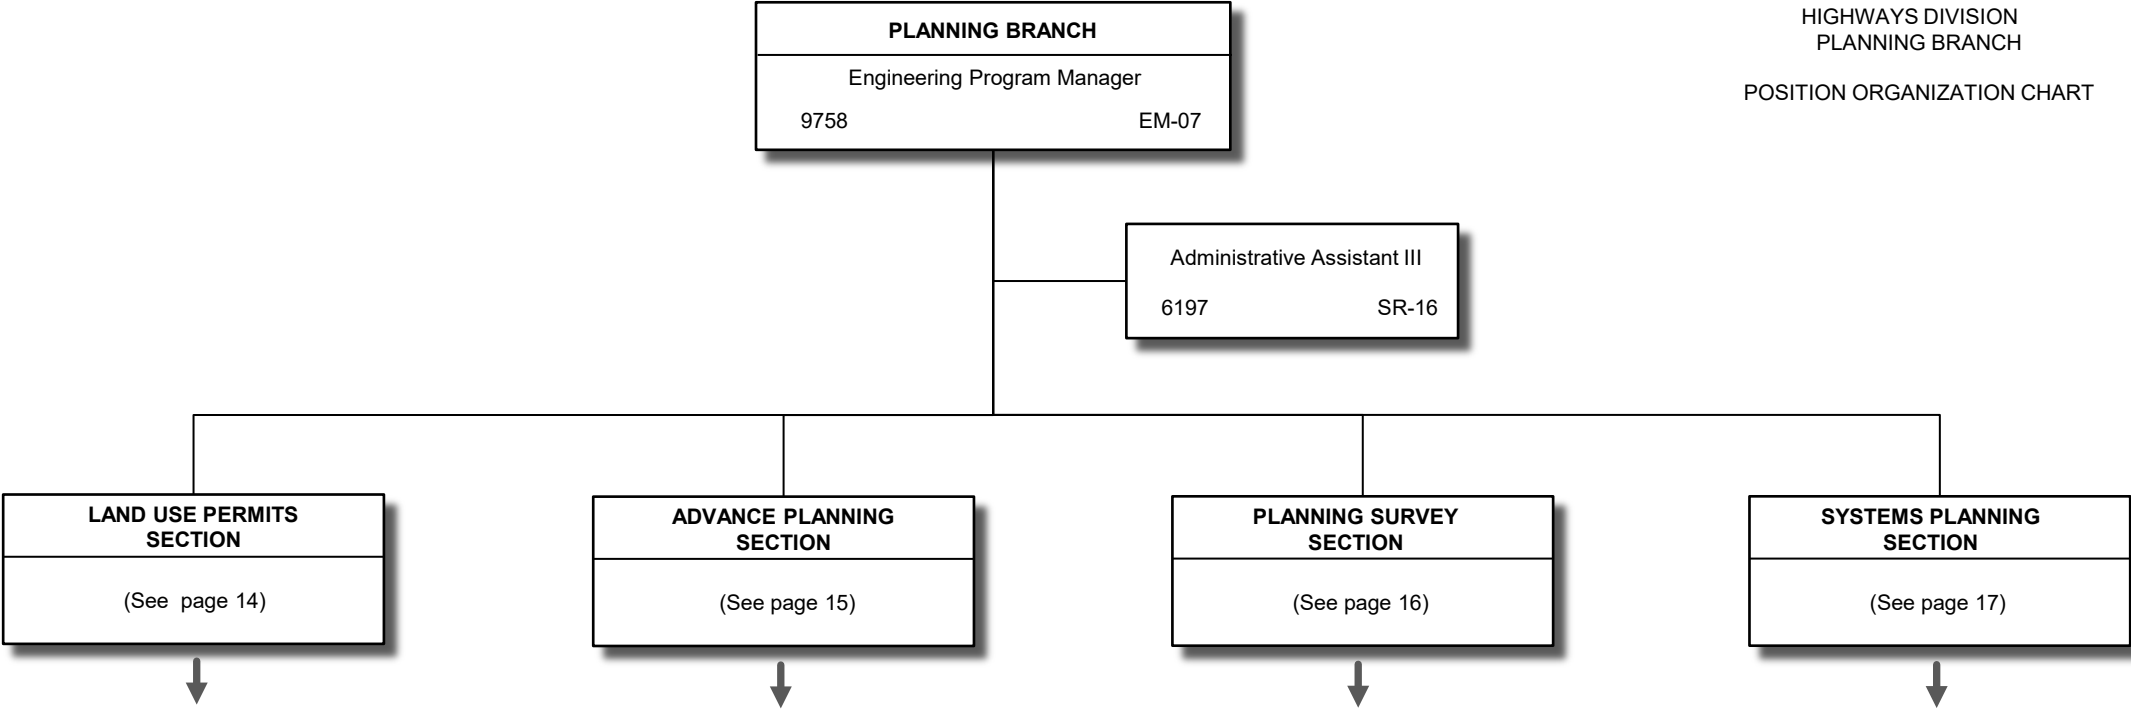 HIGHWAYS DIVISION
PLANNING BRANCH
POSITION ORGANIZATION CHART
PLANNING BRANCH
Engineering Program Manager
9758 EM-07
Administrative Assistant III
6197 SR-16
LAND USE PERMITS
SECTION
(See page 14)
ADVANCE PLANNING
SECTION
(See page 15)
PLANNING SURVEY
SECTION
(See page 16)
SYSTEMS PLANNING
SECTION
(See page 17)